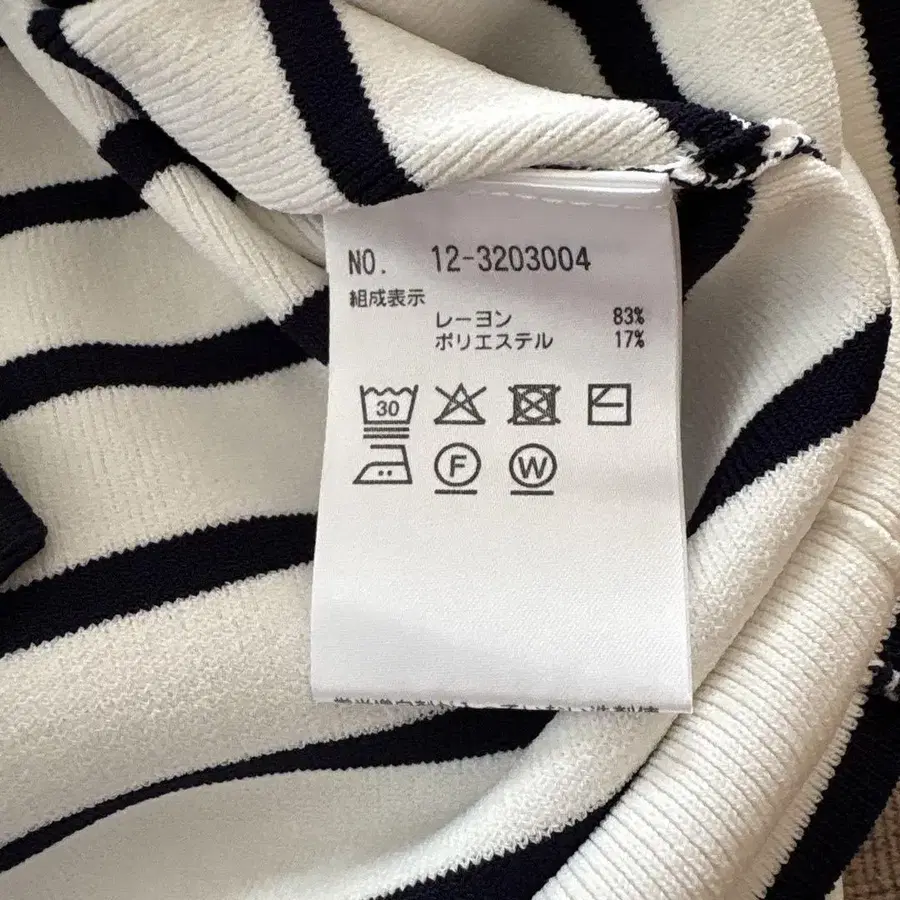 NO. 12-3203004
組成表示
レーヨン 83%
ポリエステル 17%
30
F W